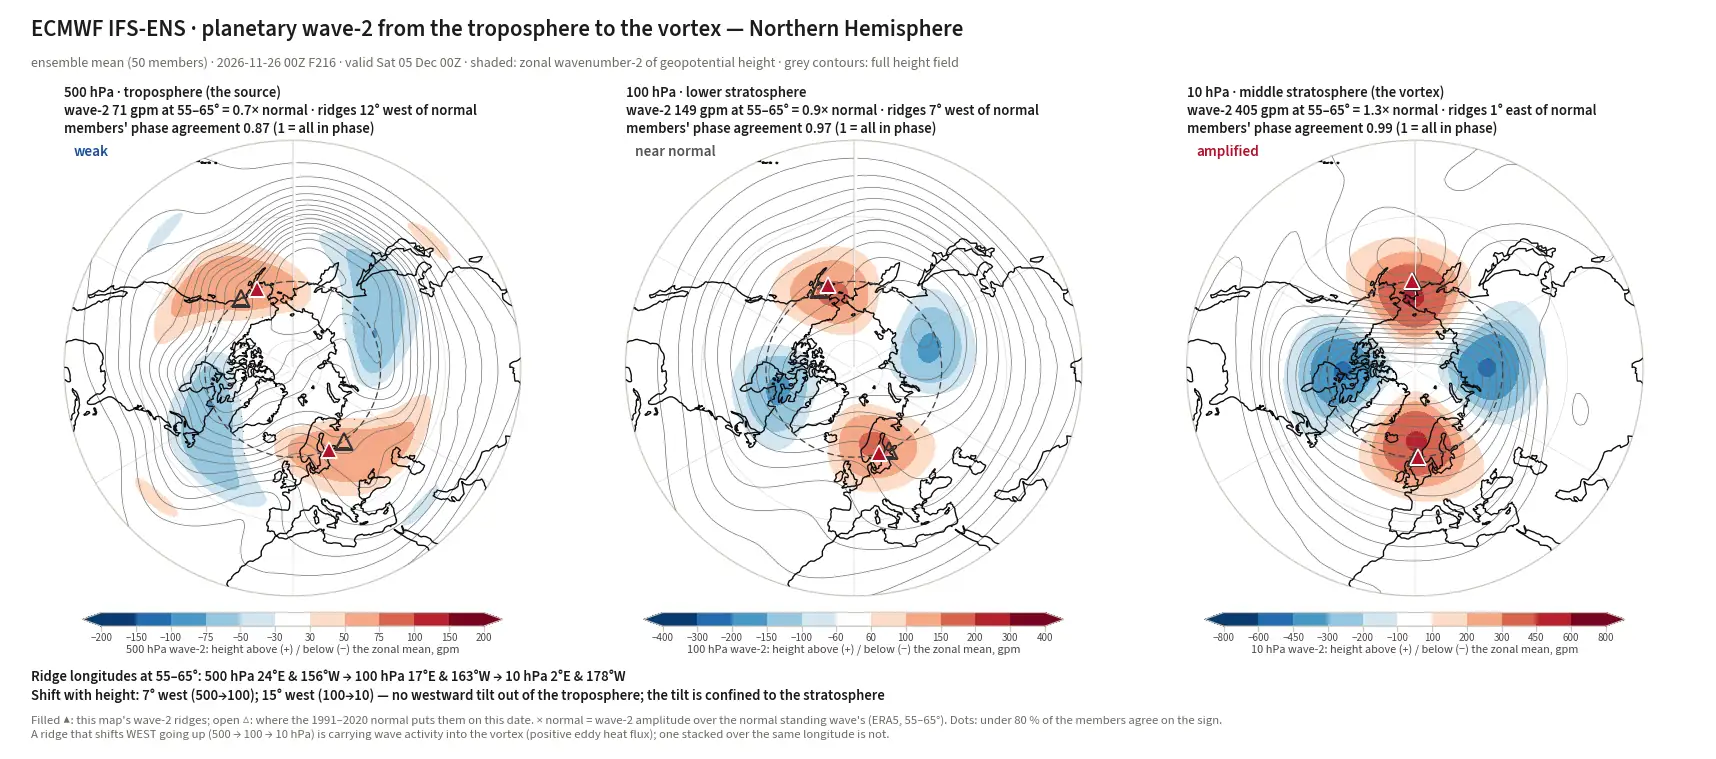 ECMWF IFS-ENS · planetary wave-2 from the troposphere to the vortex — Northern Hemisphere
ensemble mean (50 members) · 2026-11-26 00Z F216 · valid Sat 05 Dec 00Z · shaded: zonal wavenumber-2 of geopotential height · grey contours: full height field
500 hPa · troposphere (the source)
wave-2 71 gpm at 55–65° = 0.7× normal · ridges 12° west of normal
members' phase agreement 0.87 (1 = all in phase)
weak
100 hPa · lower stratosphere
wave-2 149 gpm at 55–65° = 0.9× normal · ridges 7° west of normal
members' phase agreement 0.97 (1 = all in phase)
near normal
10 hPa · middle stratosphere (the vortex)
wave-2 405 gpm at 55–65° = 1.3× normal · ridges 1° east of normal
members' phase agreement 0.99 (1 = all in phase)
amplified
−200 −150 −100 −75 −50 −30 30 50 75 100 150 200
500 hPa wave-2: height above (+) / below (−) the zonal mean, gpm
−400 −300 −200 −150 −100 −60 60 100 150 200 300 400
100 hPa wave-2: height above (+) / below (−) the zonal mean, gpm
−800 −600 −450 −300 −200 −100 100 200 300 450 600 800
10 hPa wave-2: height above (+) / below (−) the zonal mean, gpm
Ridge longitudes at 55–65°: 500 hPa 24°E & 156°W → 100 hPa 17°E & 163°W → 10 hPa 2°E & 178°W
Shift with height: 7° west (500→100); 15° west (100→10) — no westward tilt out of the troposphere; the tilt is confined to the stratosphere
Filled ▲: this map's wave-2 ridges; open △: where the 1991–2020 normal puts them on this date. × normal = wave-2 amplitude over the normal standing wave's (ERA5, 55–65°). Dots: under 80 % of the members agree on the sign.
A ridge that shifts WEST going up (500 → 100 → 10 hPa) is carrying wave activity into the vortex (positive eddy heat flux); one stacked over the same longitude is not.